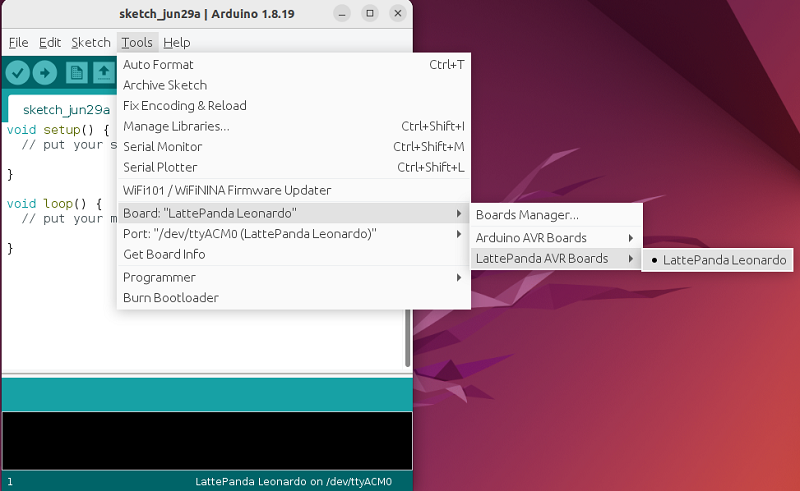 sketch_jun29a | Arduino 1.8.19
File Edit Sketch Tools Help
sketch_jun29a
void setup() {
// put your s
}
void loop() {
// put your m
}
Auto Format Ctrl+T
Archive Sketch
Fix Encoding & Reload
Manage Libraries... Ctrl+Shift+I
Serial Monitor Ctrl+Shift+M
Serial Plotter Ctrl+Shift+L
WiFi101 / WiFiNINA Firmware Updater
Board: "LattePanda Leonardo"
Port: "/dev/ttyACM0 (LattePanda Leonardo)"
Get Board Info
Programmer
Burn Bootloader
Boards Manager...
Arduino AVR Boards
LattePanda AVR Boards
LattePanda Leonardo
1 LattePanda Leonardo on /dev/ttyACM0